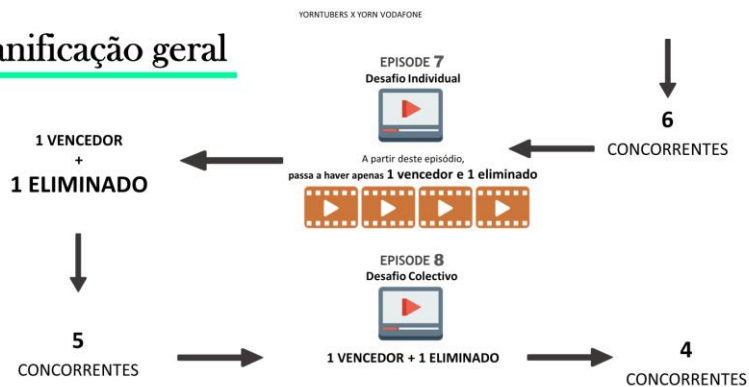 YORNTUBERS X YORN VODAFONE
anificação geral
EPISODE 7
Desafio Individual
6
CONCORRENTES
1 VENCEDOR
+
1 ELIMINADO
A partir deste episódio,
passa a haver apenas 1 vencedor e 1 eliminado
EPISODE 8
Desafio Colectivo
5
CONCORRENTES
1 VENCEDOR + 1 ELIMINADO
4
CONCORRENTES